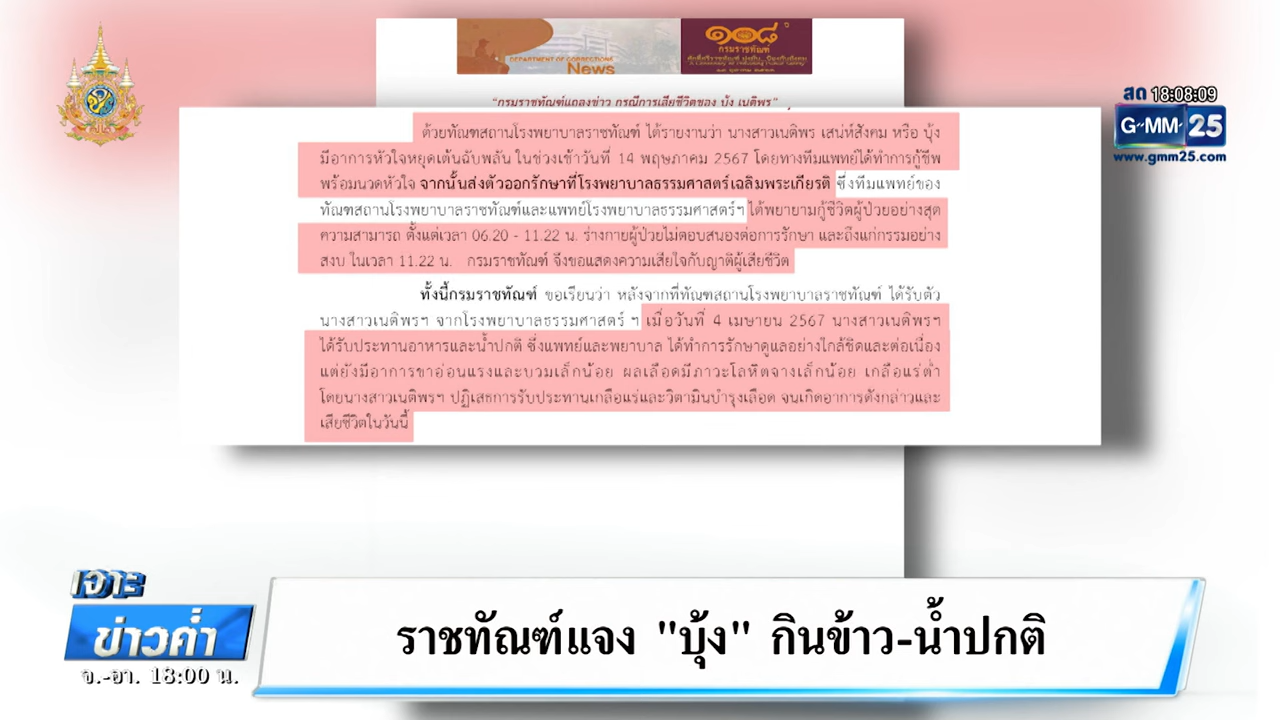 DEPARTMENT OF CORRECTIONS
News
๑๐๘ ปี
กรมราชทัณฑ์
"กรมราชทัณฑ์แถลงข่าว กรณีการเสียชีวิตของ บุ้ง เนติพร"
สด 18:08:09
GMM 25
www.gmm25.com
ด้วยทัณฑสถานโรงพยาบาลราชทัณฑ์ ได้รายงานว่า นางสาวเนติพร เสน่ห์สังคม หรือ บุ้ง
มีอาการหัวใจหยุดเต้นฉับพลัน ในช่วงเช้าวันที่ 14 พฤษภาคม 2567 โดยทางทีมแพทย์ได้ทำการกู้ชีพ
พร้อมนวดหัวใจ จากนั้นส่งตัวออกรักษาที่โรงพยาบาลธรรมศาสตร์เฉลิมพระเกียรติ ซึ่งทีมแพทย์ของ
ทัณฑสถานโรงพยาบาลราชทัณฑ์และแพทย์โรงพยาบาลธรรมศาสตร์ฯ ได้พยายามกู้ชีวิตผู้ป่วยอย่างสุด
ความสามารถ ตั้งแต่เวลา 06.20 - 11.22 น. ร่างกายผู้ป่วยไม่ตอบสนองต่อการรักษา และถึงแก่กรรมอย่าง
สงบ ในเวลา 11.22 น. กรมราชทัณฑ์ จึงขอแสดงความเสียใจกับญาติผู้เสียชีวิต
ทั้งนี้กรมราชทัณฑ์ ขอเรียนว่า หลังจากที่ทัณฑสถานโรงพยาบาลราชทัณฑ์ ได้รับตัว
นางสาวเนติพรฯ จากโรงพยาบาลธรรมศาสตร์ ฯ เมื่อวันที่ 4 เมษายน 2567 นางสาวเนติพรฯ
ได้รับประทานอาหารและน้ำปกติ ซึ่งแพทย์และพยาบาล ได้ทำการรักษาดูแลอย่างใกล้ชิดและต่อเนื่อง
แต่ยังมีอาการขาอ่อนแรงและบวมเล็กน้อย ผลเลือดมีภาวะโลหิตจางเล็กน้อย เกลือแร่ต่ำ
โดยนางสาวเนติพรฯ ปฏิเสธการรับประทานเกลือแร่และวิตามินบำรุงเลือด จนเกิดอาการดังกล่าวและ
เสียชีวิตในวันนี้
เจาะ
ข่าวค่ำ
จ.-อา. 18:00 น.
ราชทัณฑ์แจง "บุ้ง" กินข้าว-น้ำปกติ